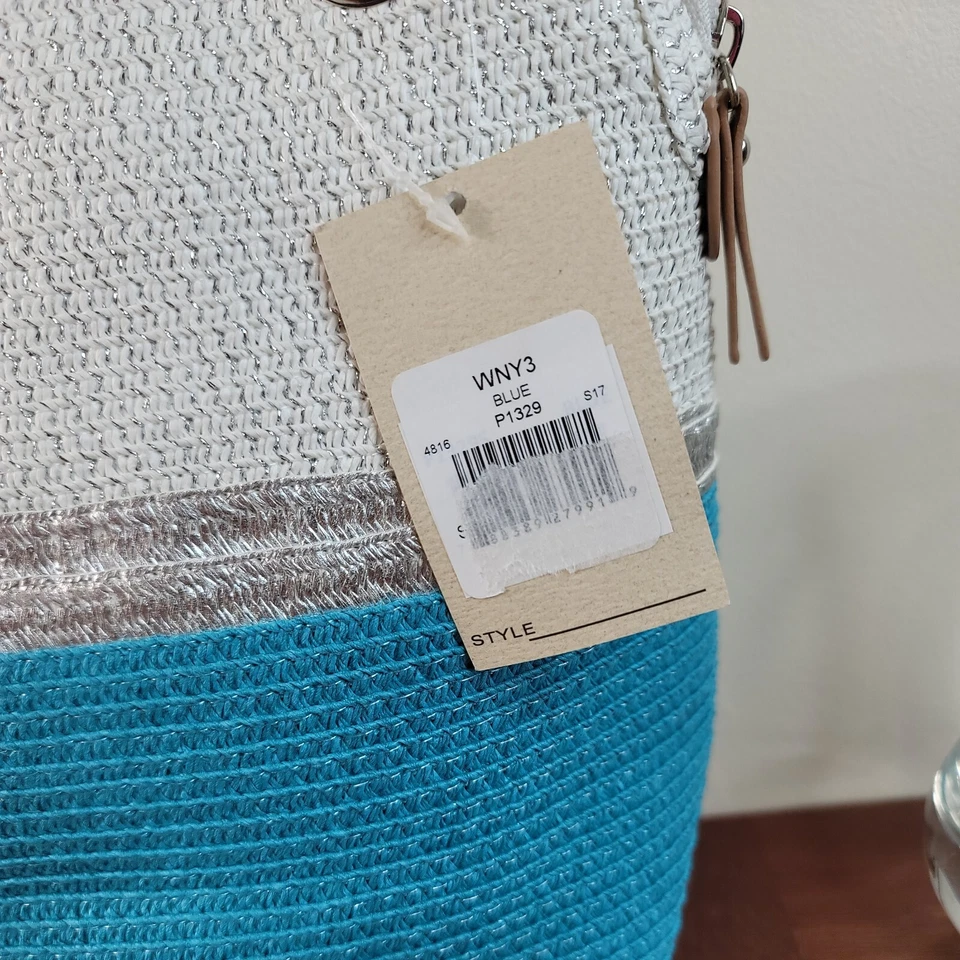 WNY3
BLUE
P1329
S17
4816
STYLE